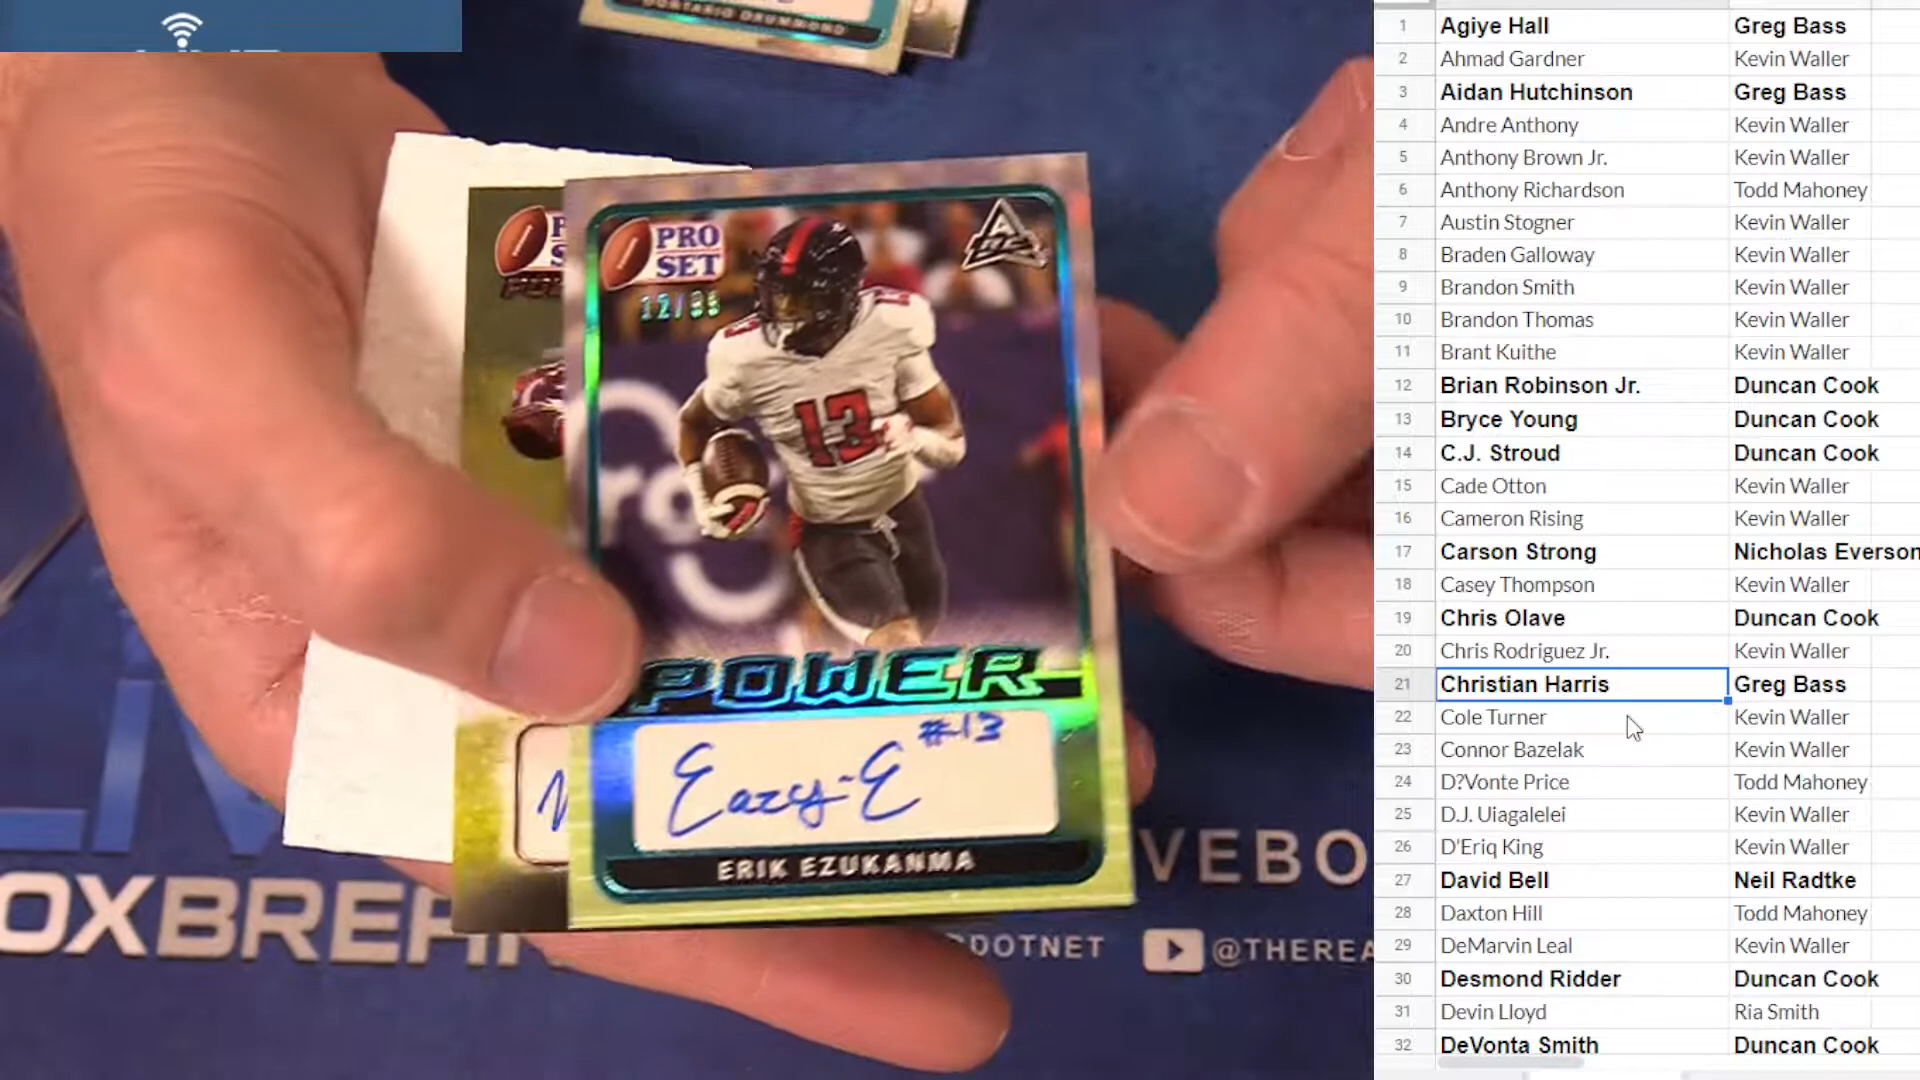 DONTARIO DRUMMOND
PRO
SET
12/99
13
POWER
#13
Eazy-E
ERIK EZUKANMA
OXBREA
VEBO
DOTNET
@THEREA
1 Agiye Hall Greg Bass
2 Ahmad Gardner Kevin Waller
3 Aidan Hutchinson Greg Bass
4 Andre Anthony Kevin Waller
5 Anthony Brown Jr. Kevin Waller
6 Anthony Richardson Todd Mahoney
7 Austin Stogner Kevin Waller
8 Braden Galloway Kevin Waller
9 Brandon Smith Kevin Waller
10 Brandon Thomas Kevin Waller
11 Brant Kuithe Kevin Waller
12 Brian Robinson Jr. Duncan Cook
13 Bryce Young Duncan Cook
14 C.J. Stroud Duncan Cook
15 Cade Otton Kevin Waller
16 Cameron Rising Kevin Waller
17 Carson Strong Nicholas Everson
18 Casey Thompson Kevin Waller
19 Chris Olave Duncan Cook
20 Chris Rodriguez Jr. Kevin Waller
21 Christian Harris Greg Bass
22 Cole Turner Kevin Waller
23 Connor Bazelak Kevin Waller
24 D?Vonte Price Todd Mahoney
25 D.J. Uiagalelei Kevin Waller
26 D'Eriq King Kevin Waller
27 David Bell Neil Radtke
28 Daxton Hill Todd Mahoney
29 DeMarvin Leal Kevin Waller
30 Desmond Ridder Duncan Cook
31 Devin Lloyd Ria Smith
32 DeVonta Smith Duncan Cook